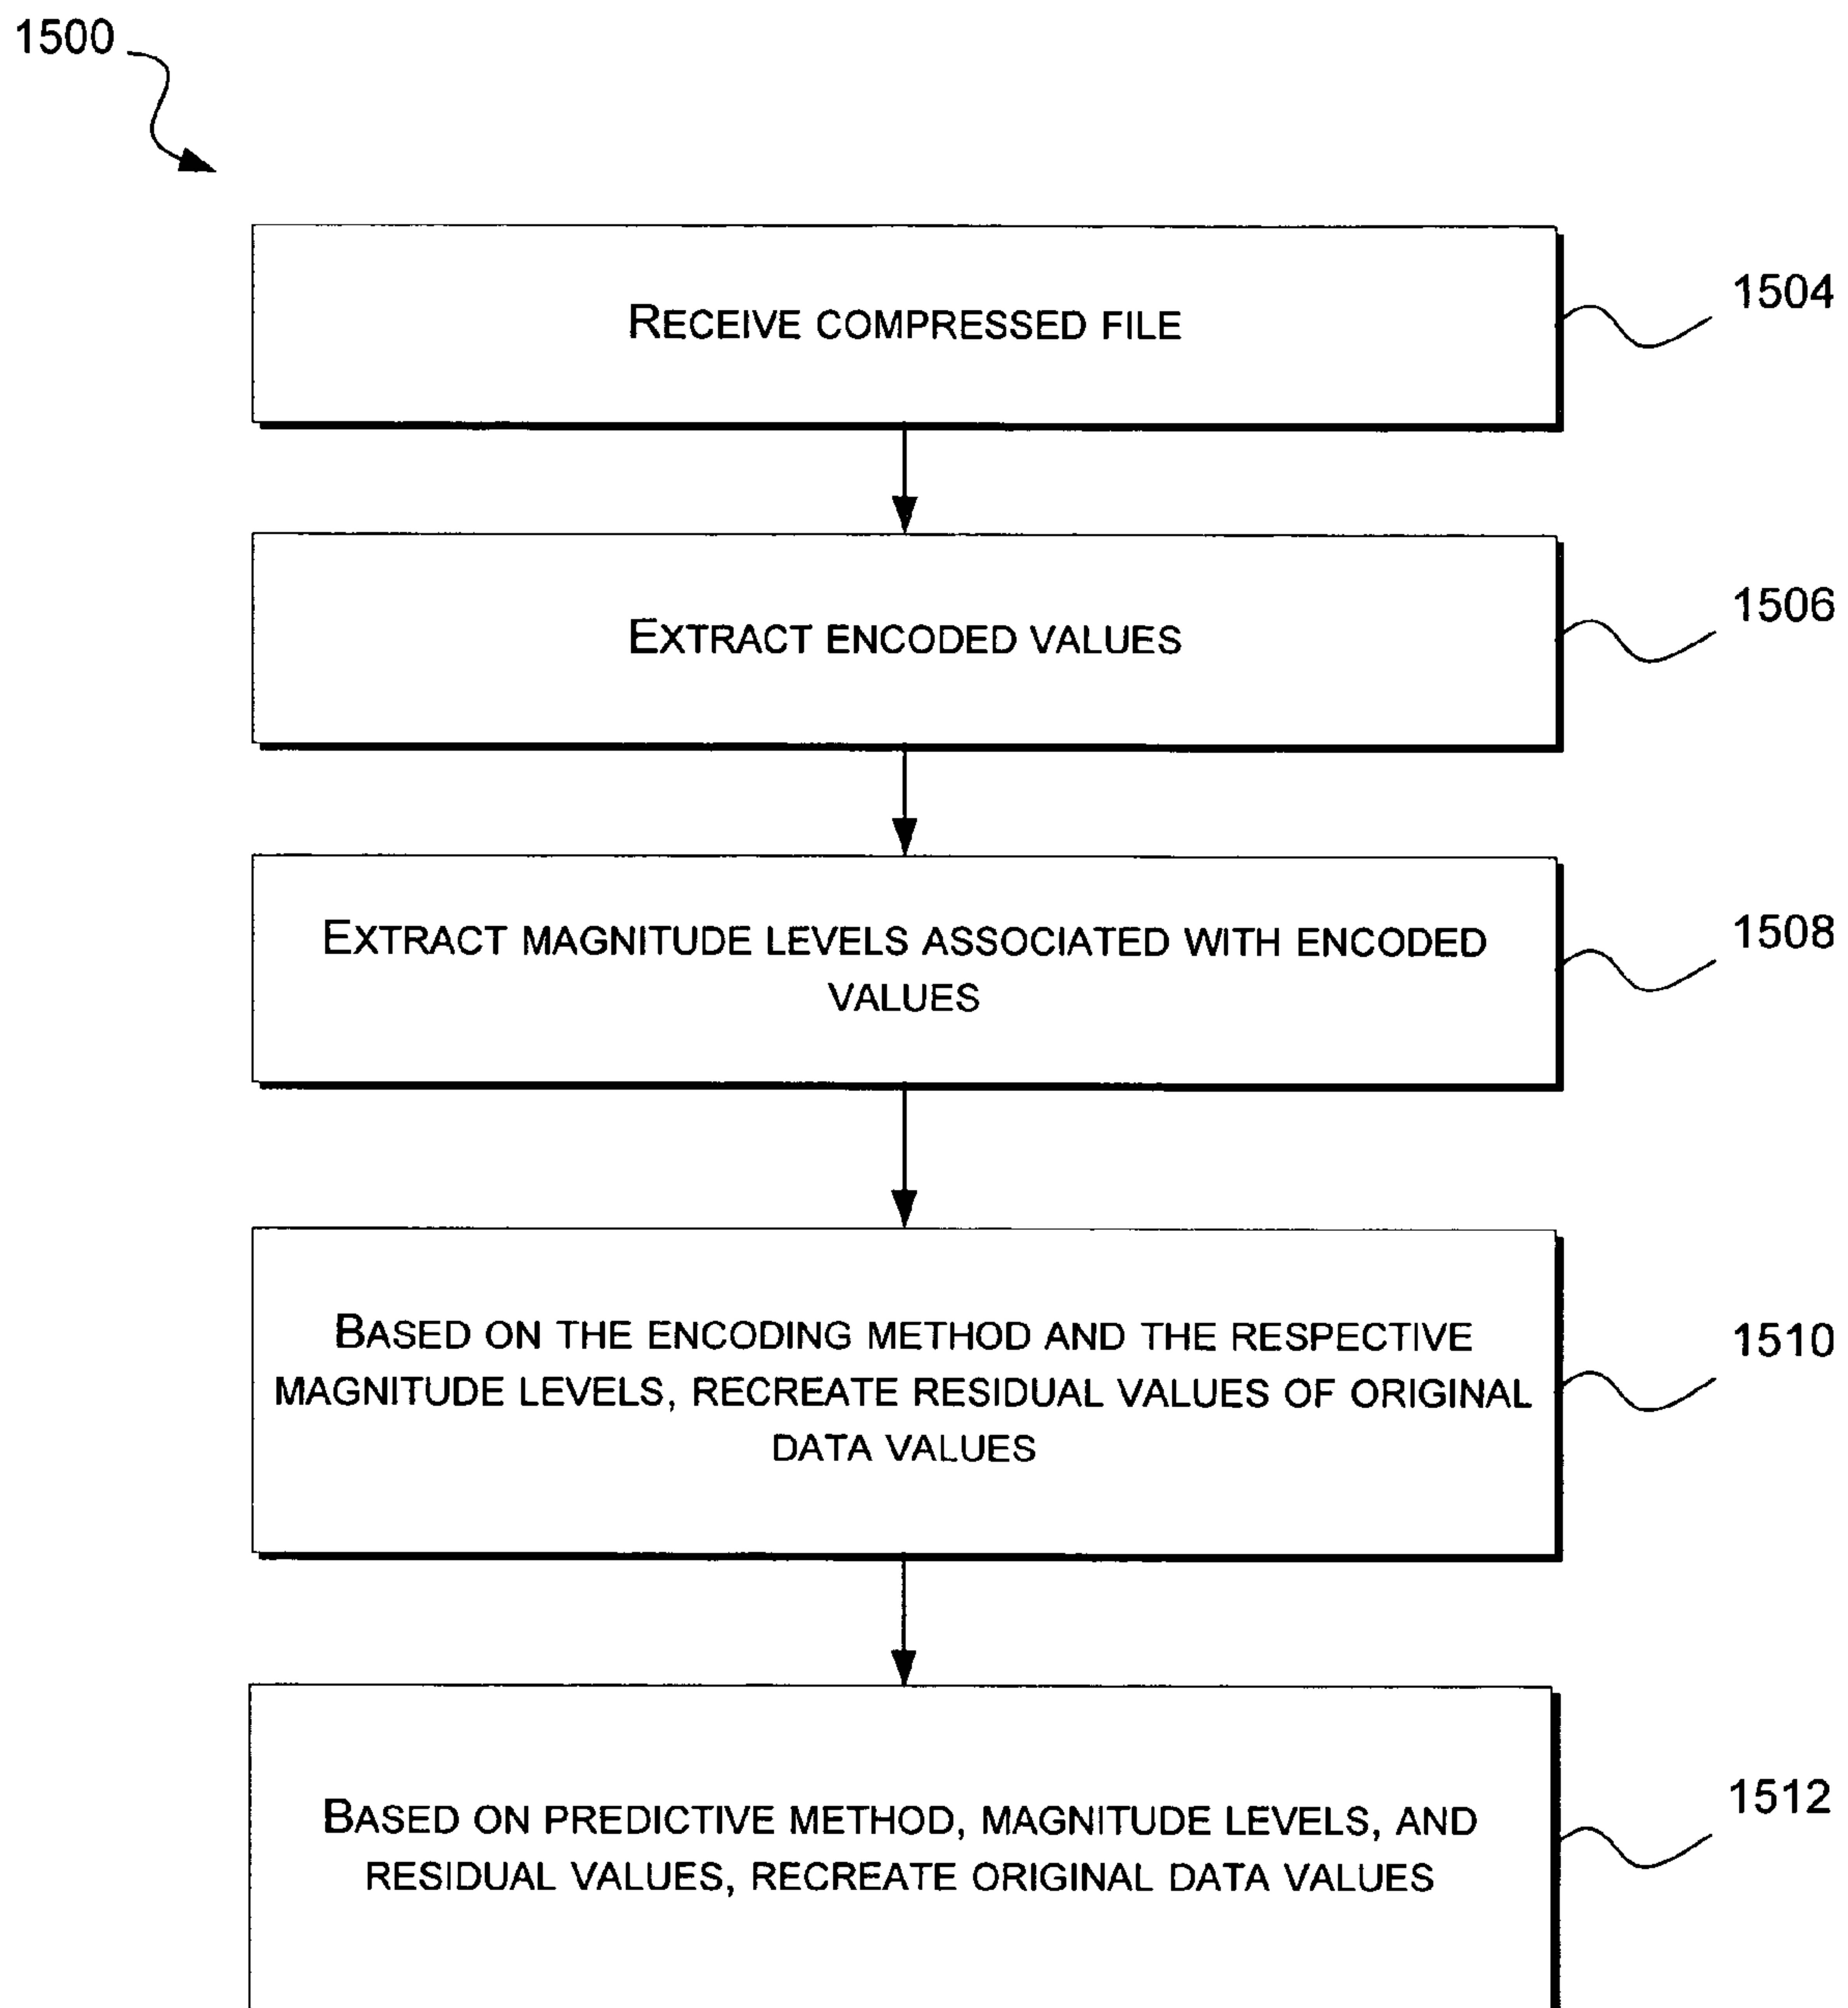 1500
RECEIVE COMPRESSED FILE
1504
EXTRACT ENCODED VALUES
1506
EXTRACT MAGNITUDE LEVELS ASSOCIATED WITH ENCODED
VALUES
1508
BASED ON THE ENCODING METHOD AND THE RESPECTIVE
MAGNITUDE LEVELS, RECREATE RESIDUAL VALUES OF ORIGINAL
DATA VALUES
1510
BASED ON PREDICTIVE METHOD, MAGNITUDE LEVELS, AND
RESIDUAL VALUES, RECREATE ORIGINAL DATA VALUES
1512